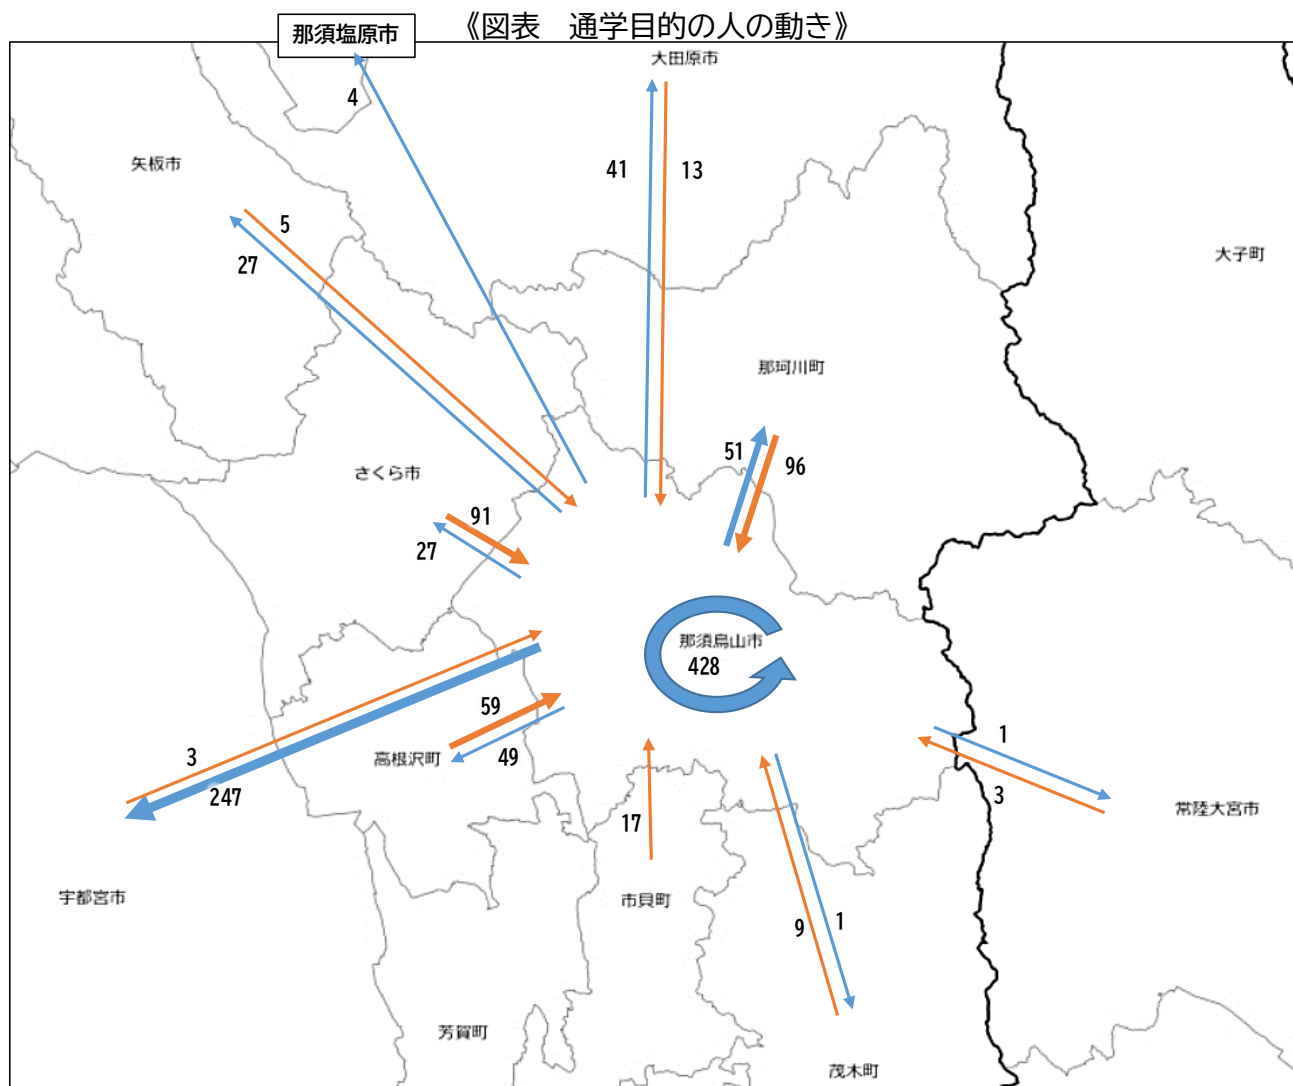 《図表　通学目的の人の動き》
那須塩原市
大田原市
4
矢板市
41
13
5
27
大子町
那珂川町
51
96
さくら市
91
27
那須烏山市
428
3
247
59
49
高根沢町
1
3
常陸大宮市
17
宇都宮市
市貝町
9
1
芳賀町
茂木町